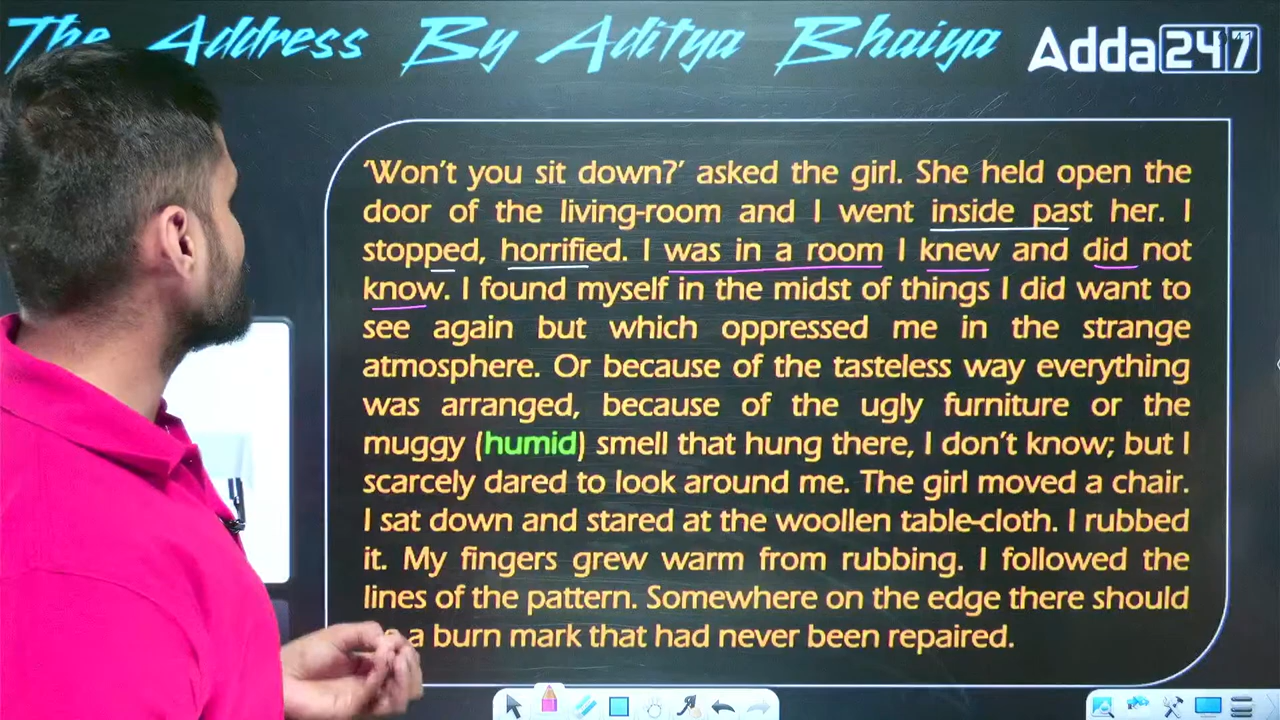 The Address By Aditya Bhaiya
Adda247
‘Won’t you sit down?’ asked the girl. She held open the
door of the living-room and I went inside past her. I
stopped, horrified. I was in a room I knew and did not
know. I found myself in the midst of things I did want to
see again but which oppressed me in the strange
atmosphere. Or because of the tasteless way everything
was arranged, because of the ugly furniture or the
muggy (humid) smell that hung there, I don’t know; but I
scarcely dared to look around me. The girl moved a chair.
I sat down and stared at the woollen table-cloth. I rubbed
it. My fingers grew warm from rubbing. I followed the
lines of the pattern. Somewhere on the edge there should
a burn mark that had never been repaired.